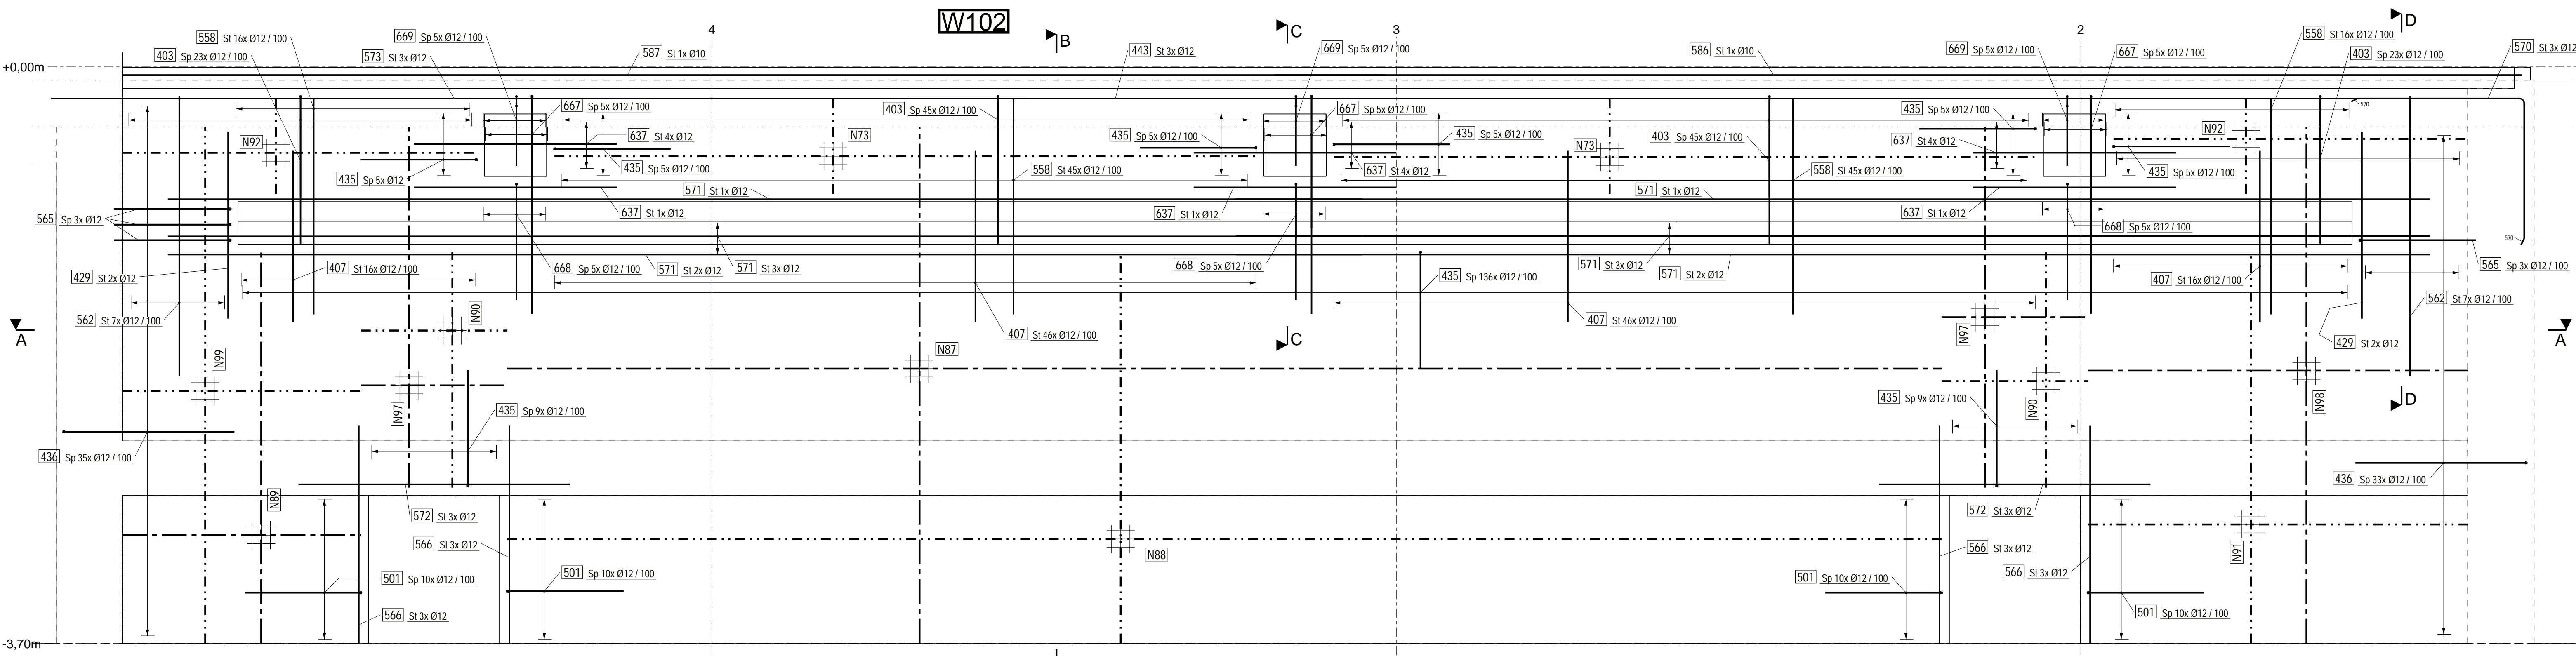 W102
4
B
C
3
2
D
558 St 16x Ø12 / 100
669 Sp 5x Ø12 / 100
587 St 1x Ø10
443 St 3x Ø12
669 Sp 5x Ø12 / 100
586 St 1x Ø10
669 Sp 5x Ø12 / 100
667 Sp 5x Ø12 / 100
558 St 16x Ø12 / 100
570 St 3x Ø12
403 Sp 23x Ø12 / 100
573 St 3x Ø12
403 Sp 23x Ø12 / 100
+0,00m
667 Sp 5x Ø12 / 100
403 Sp 45x Ø12 / 100
667 Sp 5x Ø12 / 100
435 Sp 5x Ø12 / 100
570
N92
637 St 4x Ø12
N73
435 Sp 5x Ø12 / 100
435 Sp 5x Ø12 / 100
N73
403 Sp 45x Ø12 / 100
637 St 4x Ø12
N92
435 Sp 5x Ø12
435 Sp 5x Ø12 / 100
558 St 45x Ø12 / 100
637 St 4x Ø12
558 St 45x Ø12 / 100
435 Sp 5x Ø12 / 100
571 St 1x Ø12
571 St 1x Ø12
565 Sp 3x Ø12
637 St 1x Ø12
637 St 1x Ø12
637 St 1x Ø12
668 Sp 5x Ø12 / 100
570
429 St 2x Ø12
407 St 16x Ø12 / 100
668 Sp 5x Ø12 / 100
571 St 2x Ø12
571 St 3x Ø12
668 Sp 5x Ø12 / 100
435 Sp 136x Ø12 / 100
571 St 3x Ø12
571 St 2x Ø12
407 St 16x Ø12 / 100
565 Sp 3x Ø12 / 100
562 St 7x Ø12 / 100
N90
407 St 46x Ø12 / 100
407 St 46x Ø12 / 100
562 St 7x Ø12 / 100
A
C
N97
429 St 2x Ø12
A
N99
N87
N97
435 Sp 9x Ø12 / 100
435 Sp 9x Ø12 / 100
N90
N98
D
436 Sp 35x Ø12 / 100
436 Sp 33x Ø12 / 100
N89
572 St 3x Ø12
572 St 3x Ø12
566 St 3x Ø12
N88
566 St 3x Ø12
N91
501 Sp 10x Ø12 / 100
501 Sp 10x Ø12 / 100
501 Sp 10x Ø12 / 100
566 St 3x Ø12
566 St 3x Ø12
501 Sp 10x Ø12 / 100
-3,70m